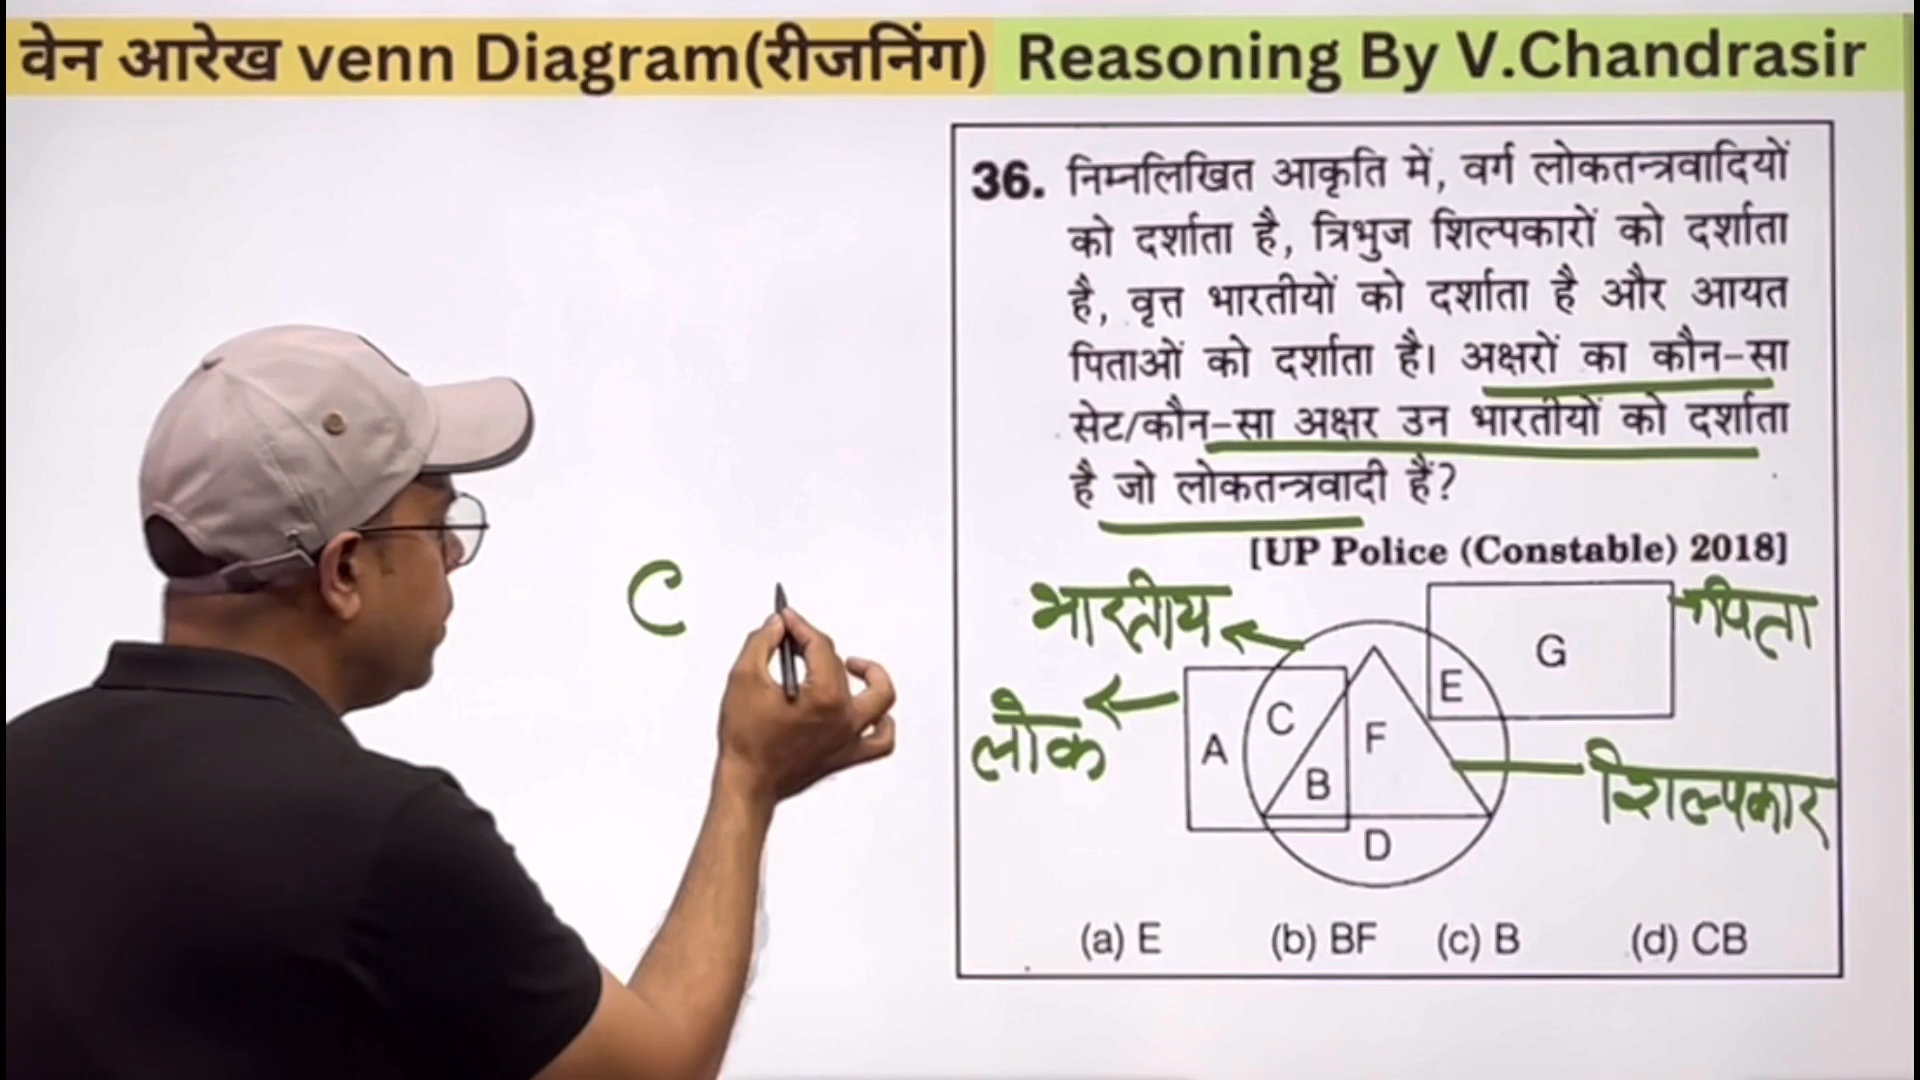 वेन आरेख venn Diagram(रीजनिंग) Reasoning By V.Chandrasir
36. निम्नलिखित आकृति में, वर्ग लोकतन्त्रवादियों
को दर्शाता है, त्रिभुज शिल्पकारों को दर्शाता
है, वृत्त भारतीयों को दर्शाता है और आयत
पिताओं को दर्शाता है। अक्षरों का कौन-सा
सेट/कौन-सा अक्षर उन भारतीयों को दर्शाता
है जो लोकतन्त्रवादी हैं?
[UP Police (Constable) 2018]
C
भारतीय
पिता
G
E
लोक
C
A
F
B
शिल्पकार
D
(a) E (b) BF (c) B (d) CB